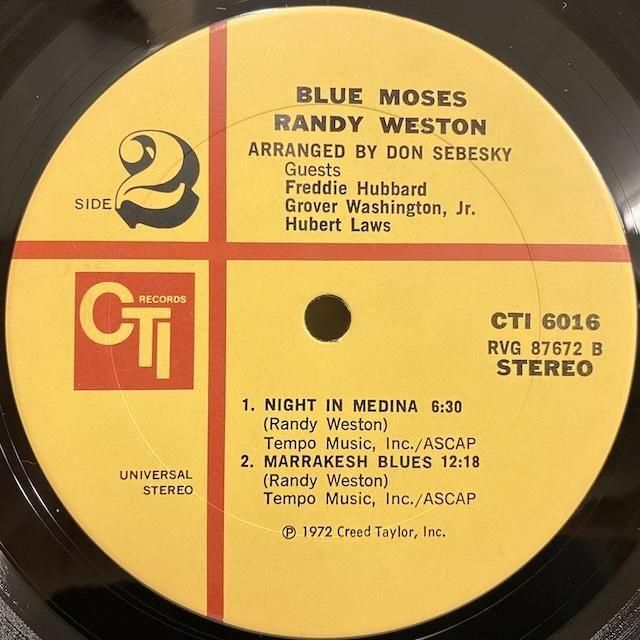 BLUE MOSES
RANDY WESTON
ARRANGED BY DON SEBESKY
Guests
Freddie Hubbard
Grover Washington, Jr.
Hubert Laws
SIDE 2
CTI RECORDS
CTI 6016
RVG 87672 B
STEREO
1. NIGHT IN MEDINA 6:30
(Randy Weston)
Tempo Music, Inc./ASCAP
2. MARRAKESH BLUES 12:18
(Randy Weston)
Tempo Music, Inc./ASCAP
UNIVERSAL
STEREO
℗ 1972 Creed Taylor, Inc.